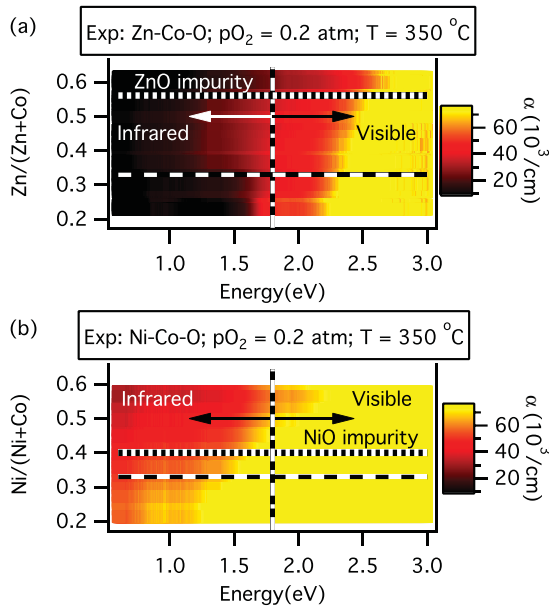 (a)
Exp: Zn-Co-O; pO₂ = 0.2 atm; T = 350 °C
ZnO impurity
Infrared
Visible
Zn/(Zn+Co)
0.6
0.5
0.4
0.3
0.2
1.0 1.5 2.0 2.5 3.0
Energy(eV)
60
40
20
α (10³/cm)
(b)
Exp: Ni-Co-O; pO₂ = 0.2 atm; T = 350 °C
Infrared
Visible
NiO impurity
Ni/(Ni+Co)
0.6
0.5
0.4
0.3
0.2
1.0 1.5 2.0 2.5 3.0
Energy(eV)
60
40
20
α (10³/cm)